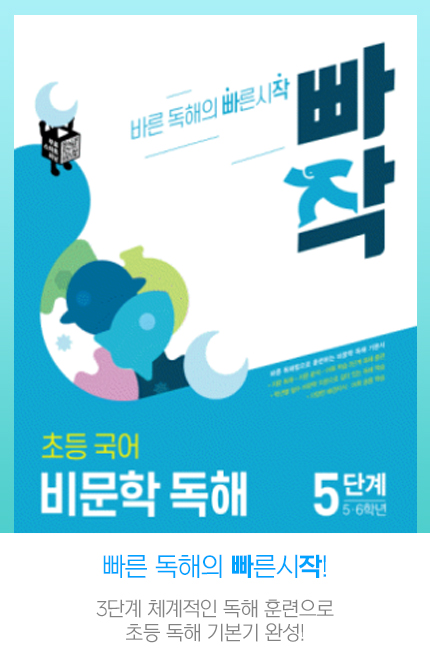 바른 독해의 빠른시작
빠작
초등 국어
비문학 독해
5단계
5·6학년
빠른 독해의 빠른시작!
3단계 체계적인 독해 훈련으로
초등 독해 기본기 완성!